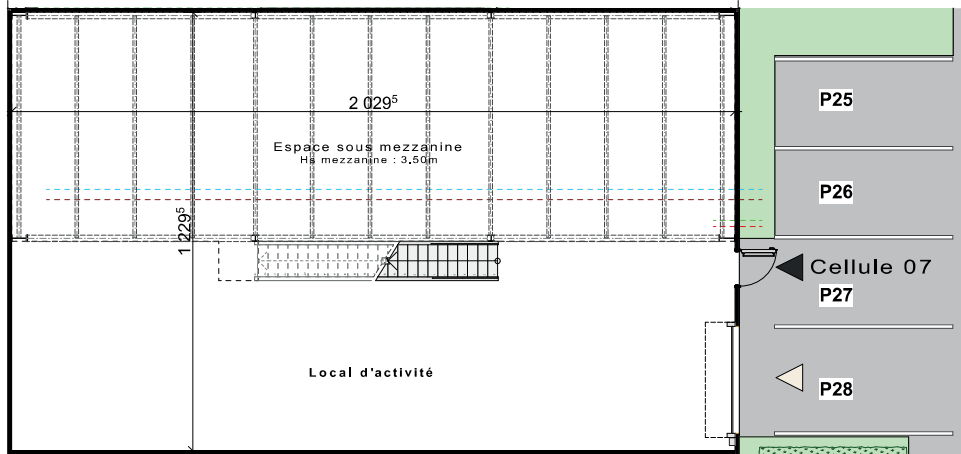 2 029⁵
P25
Espace sous mezzanine
Hs mezzanine : 3.50m
P26
1 229⁵
Cellule 07
P27
Local d'activité
P28